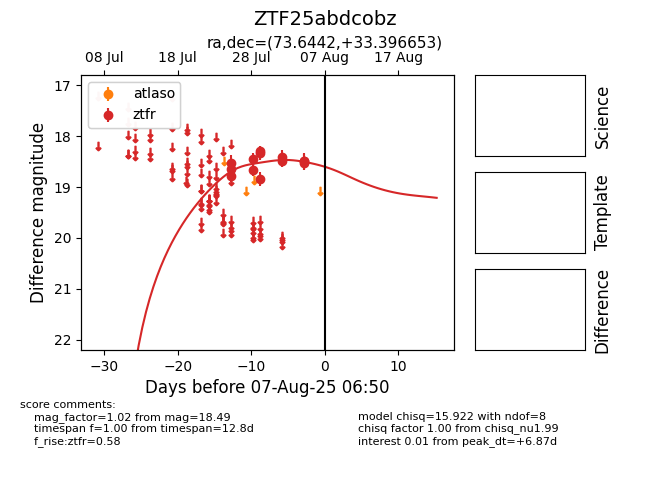 ZTF25abdcobz
ra,dec=(73.6442,+33.396653)
08 Jul 18 Jul 28 Jul 07 Aug 17 Aug
atlaso
ztfr
17
18
19
20
21
22
Difference magnitude
−30 −20 −10 0 10
Days before 07-Aug-25 06:50
Science
Template
Difference
score comments:
mag_factor=1.02 from mag=18.49
timespan f=1.00 from timespan=12.8d
f_rise:ztfr=0.58
model chisq=15.922 with ndof=8
chisq factor 1.00 from chisq_nu1.99
interest 0.01 from peak_dt=+6.87d